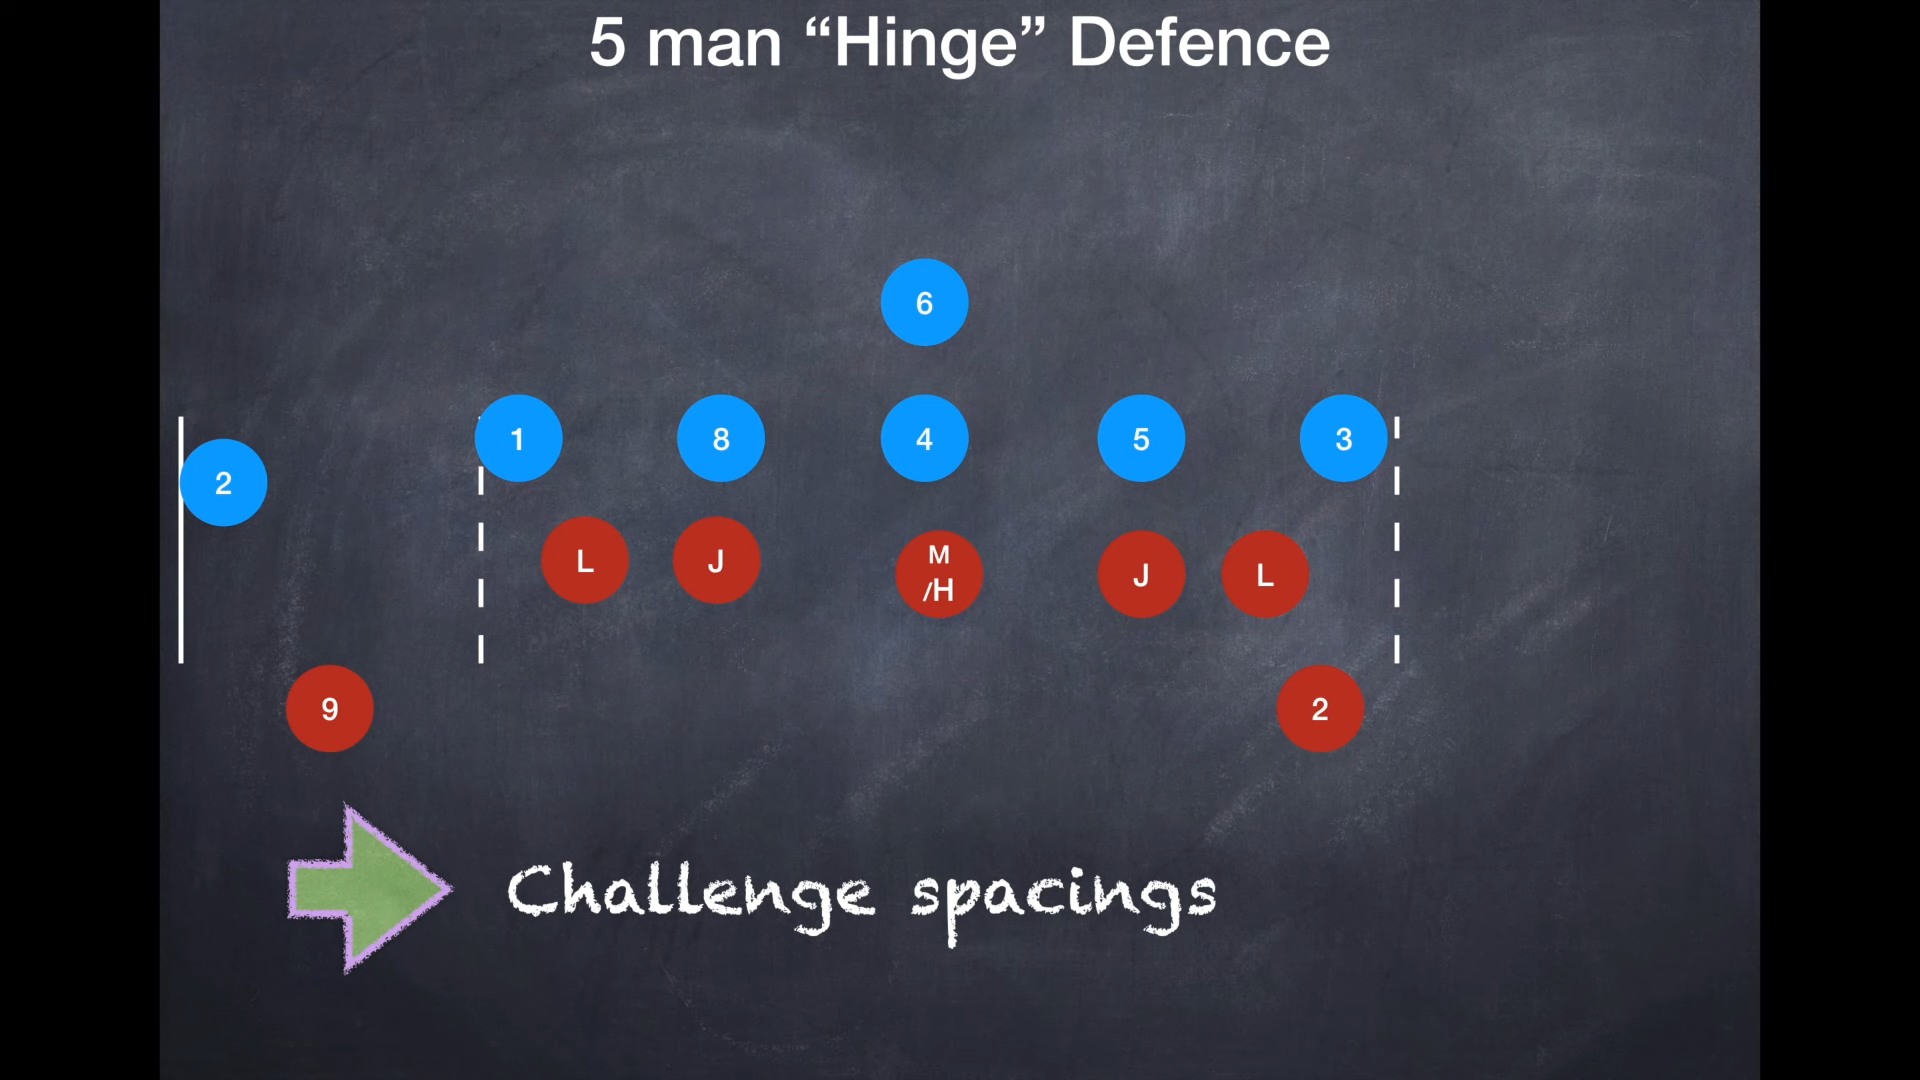 5 man “Hinge” Defence
6
1 8 4 5 3
2
L J M
/H J L
9 2
Challenge spacings